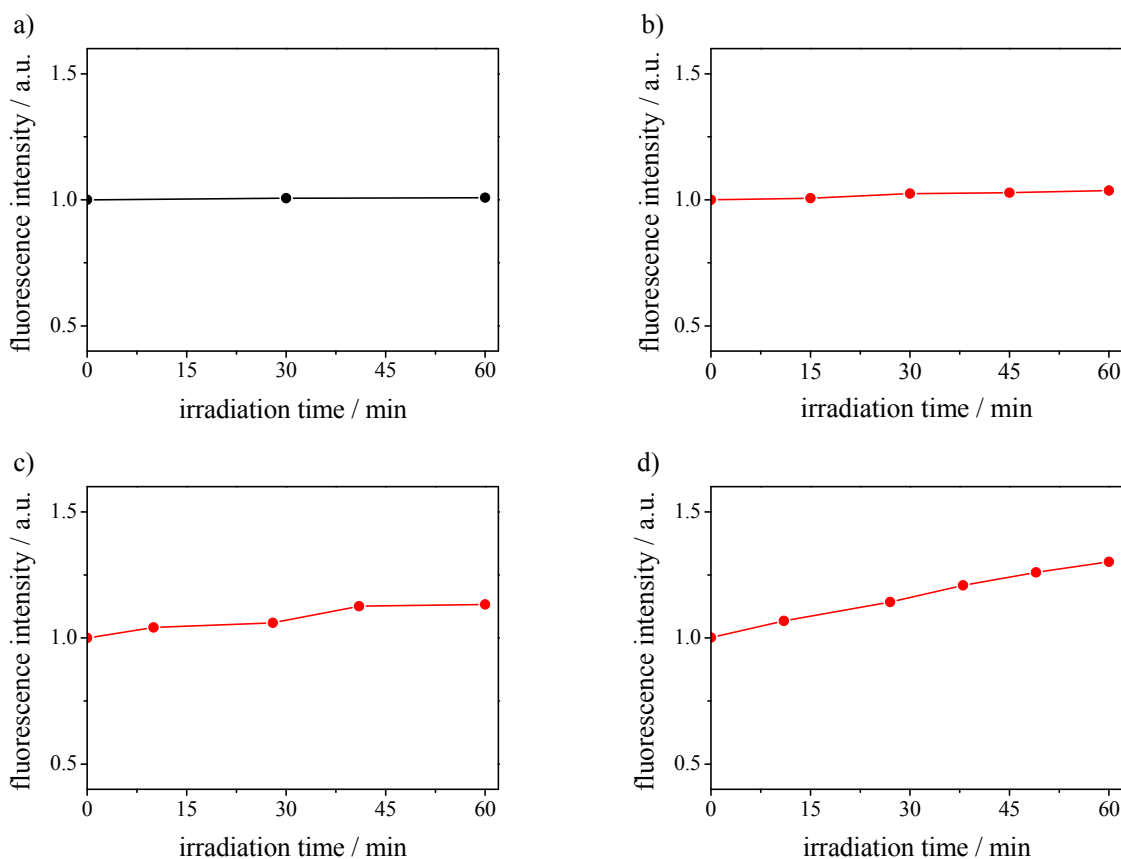 a)
fluorescence intensity / a.u.
1.5
1.0
0.5
0 15 30 45 60
irradiation time / min
b)
fluorescence intensity / a.u.
1.5
1.0
0.5
0 15 30 45 60
irradiation time / min
c)
fluorescence intensity / a.u.
1.5
1.0
0.5
0 15 30 45 60
irradiation time / min
d)
fluorescence intensity / a.u.
1.5
1.0
0.5
0 15 30 45 60
irradiation time / min